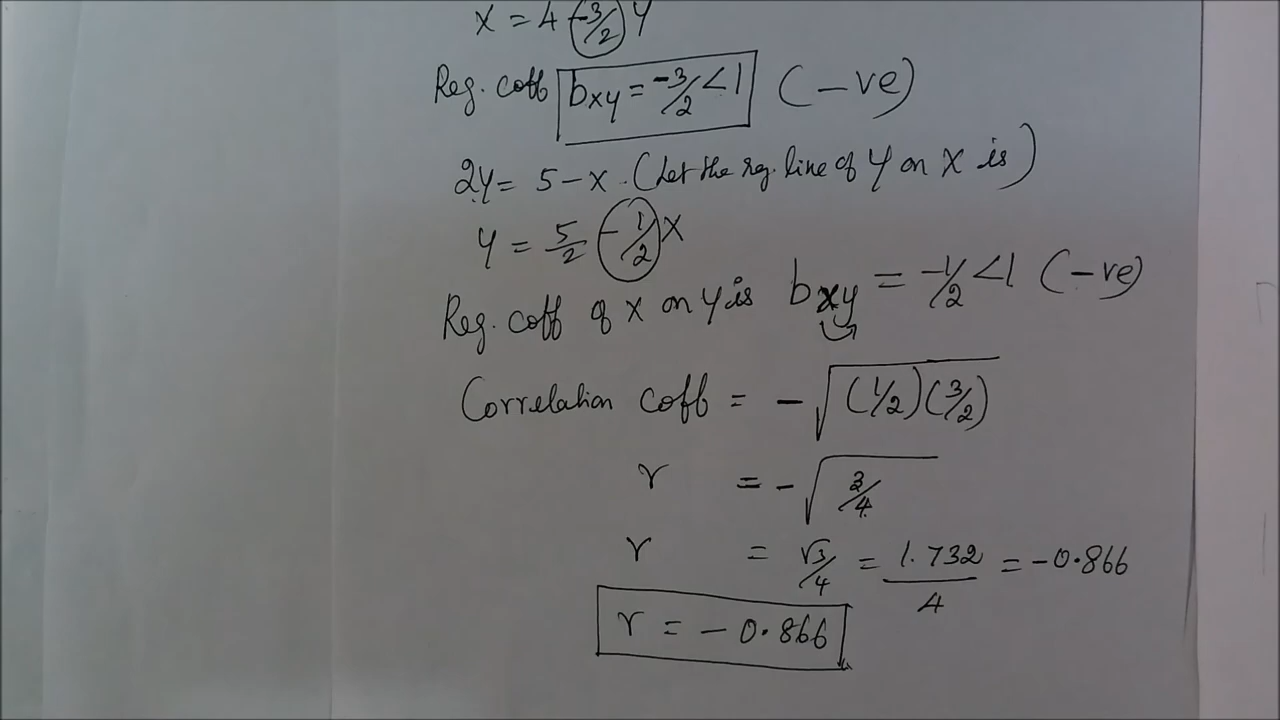 x = 4 -3/2 y
Reg. coff bxy = -3/2 < 1 (-ve)
2y = 5 - x. (Let the reg. line of y on x is)
y = 5/2 - 1/2 x
Reg. coff of x on y is bxy = -1/2 < 1 (-ve)
Correlation coff = - √(1/2)(3/2)
r = - √3/4
r = √3/4 = 1.732/4 = -0.866
r = - 0.866